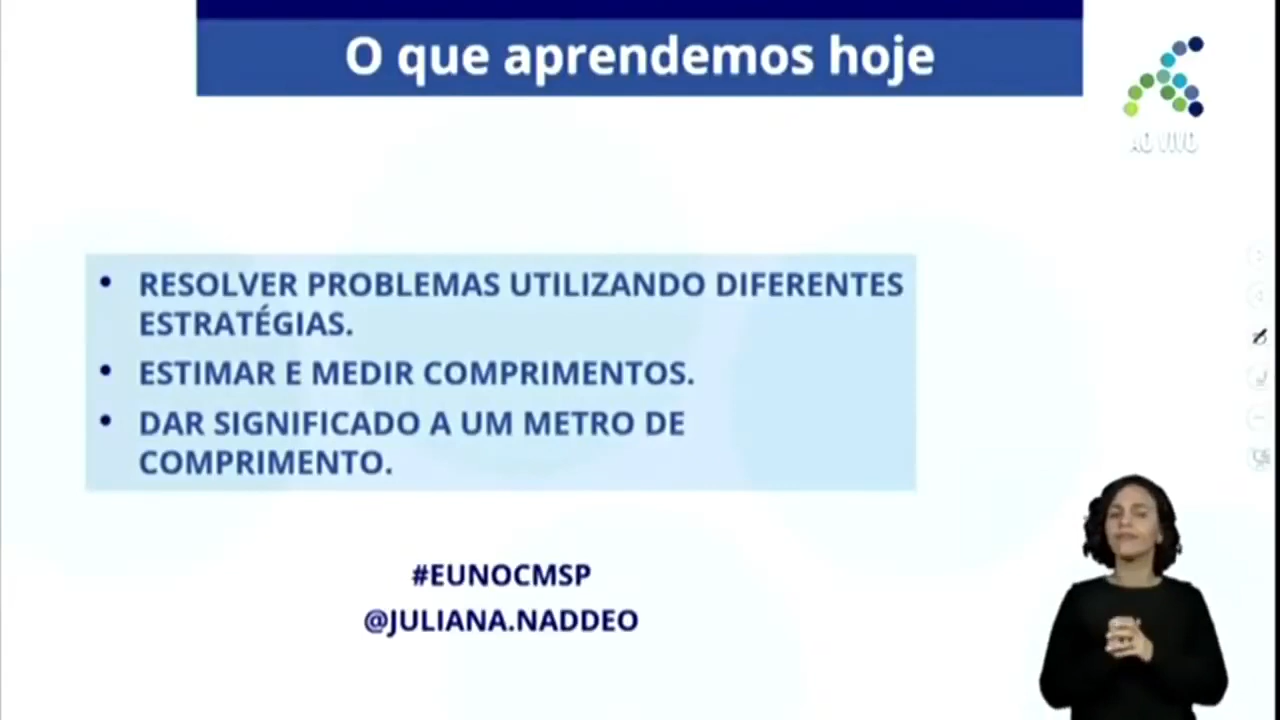 O que aprendemos hoje
AO VIVO
• RESOLVER PROBLEMAS UTILIZANDO DIFERENTES
ESTRATÉGIAS.
• ESTIMAR E MEDIR COMPRIMENTOS.
• DAR SIGNIFICADO A UM METRO DE
COMPRIMENTO.
#EUNOCMSP
@JULIANA.NADDEO